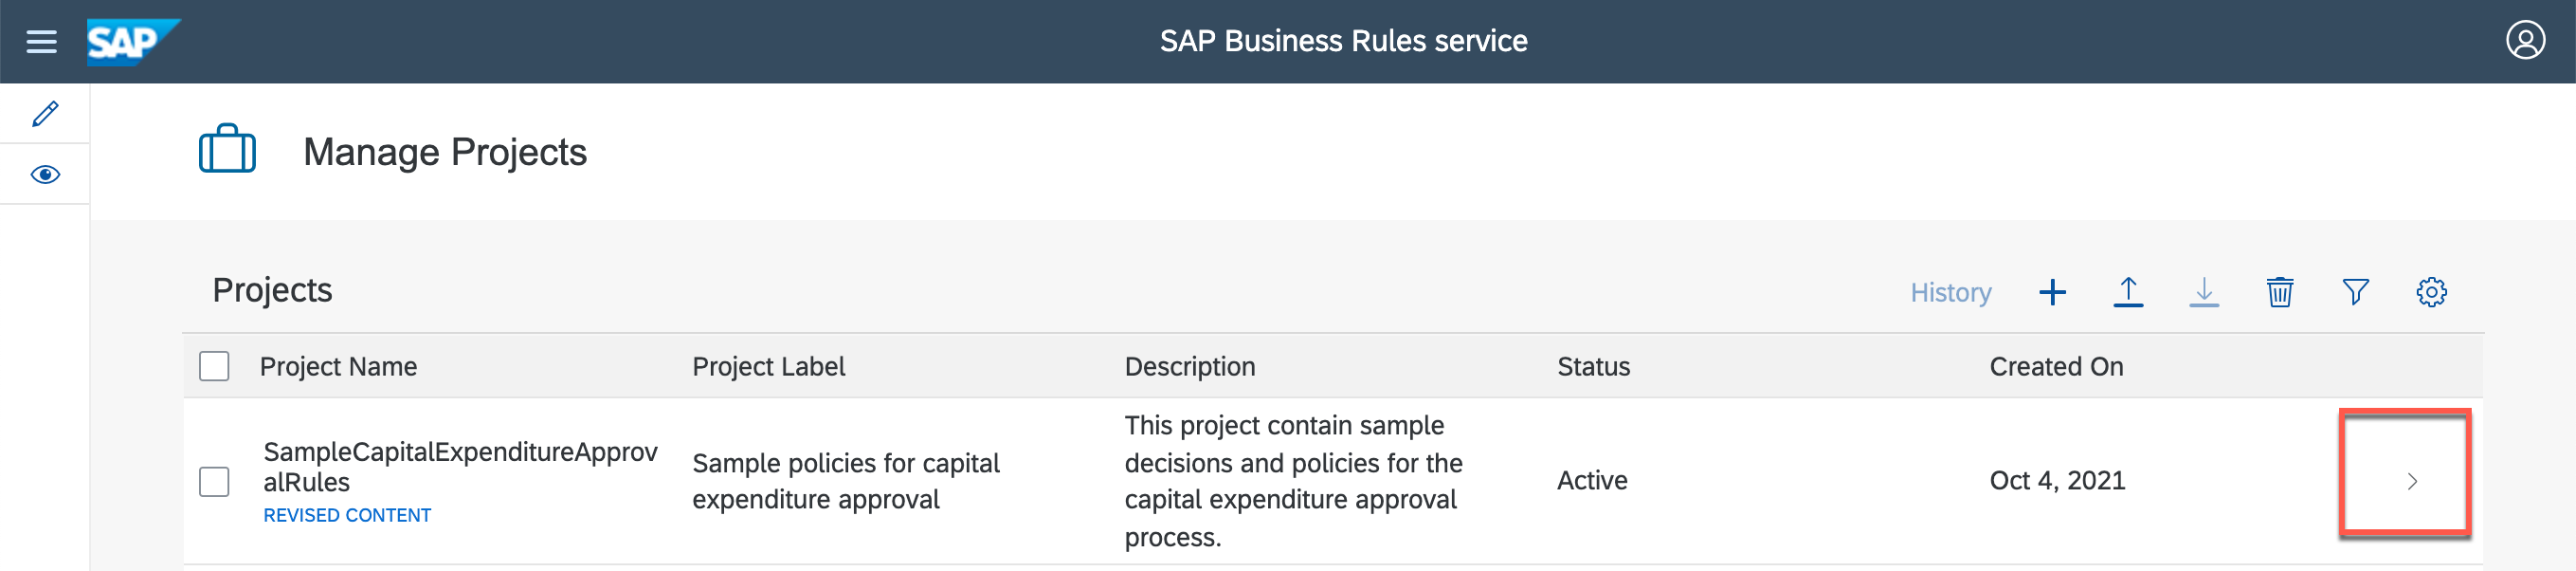 SAP
SAP Business Rules service
Manage Projects
Projects
History
Project Name
Project Label
Description
Status
Created On
SampleCapitalExpenditureApprov
alRules
REVISED CONTENT
Sample policies for capital
expenditure approval
This project contain sample
decisions and policies for the
capital expenditure approval
process.
Active
Oct 4, 2021